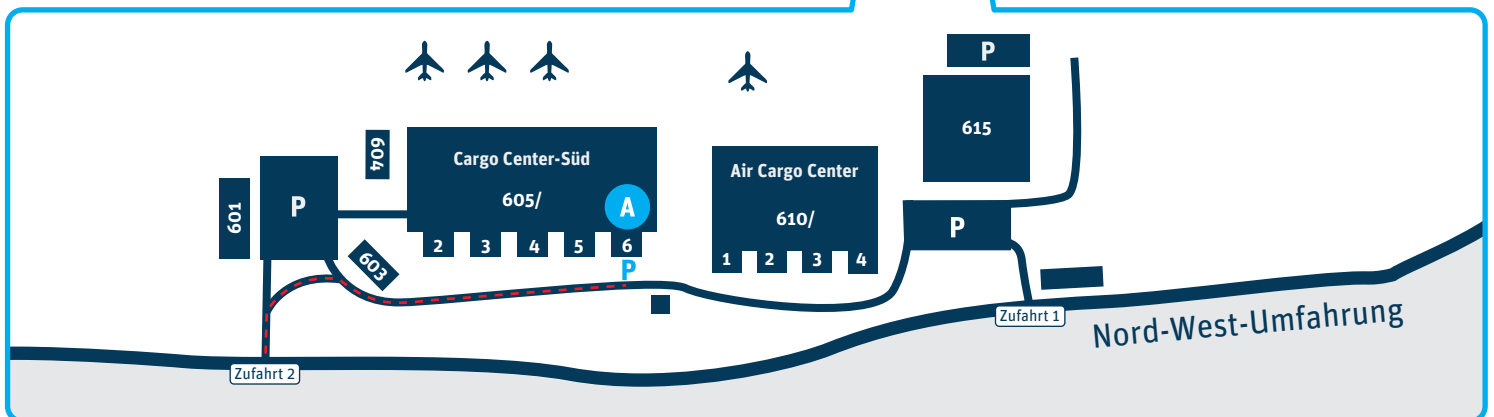 P
615
604
Cargo Center-Süd
605/
A
2 3 4 5 6
P
Air Cargo Center
610/
1 2 3 4
601
P
603
P
Zufahrt 1
Nord-West-Umfahrung
Zufahrt 2